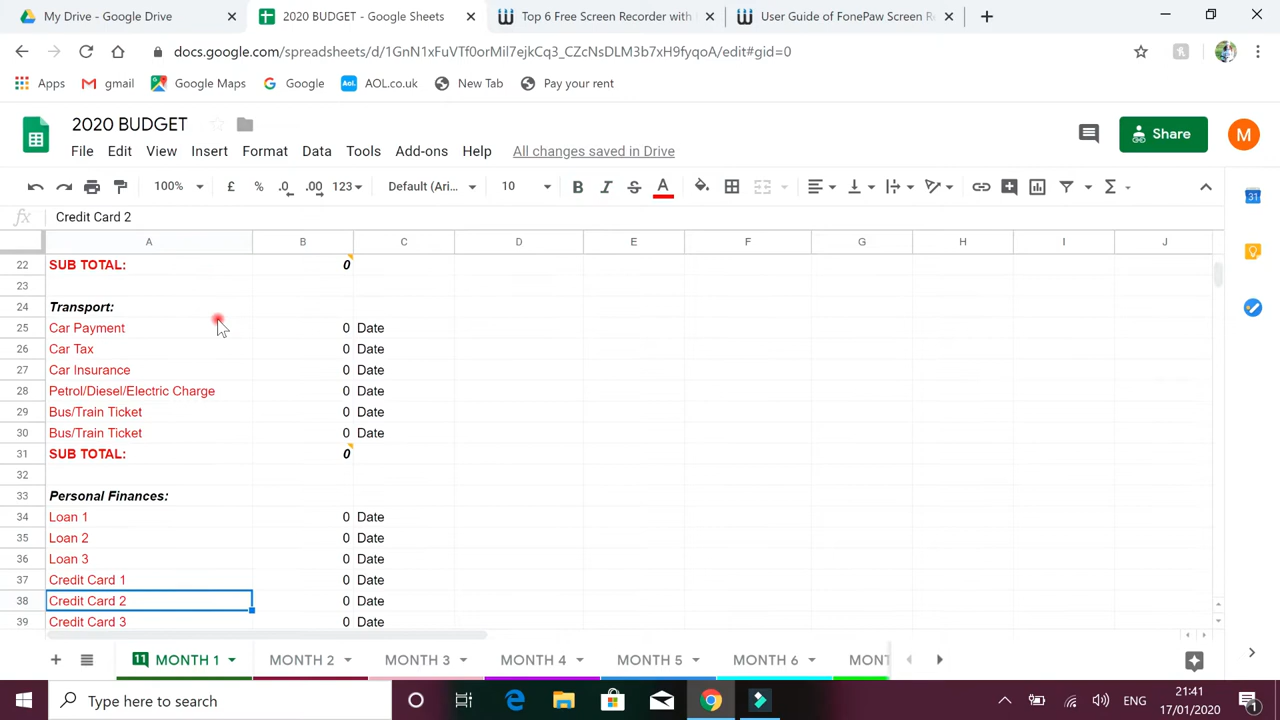 My Drive - Google Drive
2020 BUDGET - Google Sheets
Top 6 Free Screen Recorder with
User Guide of FonePaw Screen R
docs.google.com/spreadsheets/d/1GnN1xFuVTf0orMil7ejkCq3_CZcNsDLM3b7xH9fyqoA/edit#gid=0
Apps gmail Google Maps Google Aol. AOL.co.uk New Tab Pay your rent
2020 BUDGET
File Edit View Insert Format Data Tools Add-ons Help All changes saved in Drive
Share M
100% £ % .0 .00 123 Default (Ari... 10 B I S A Σ
31
fx Credit Card 2
A B C D E F G H I J
22 SUB TOTAL: 0
23
24 Transport:
25 Car Payment 0 Date
26 Car Tax 0 Date
27 Car Insurance 0 Date
28 Petrol/Diesel/Electric Charge 0 Date
29 Bus/Train Ticket 0 Date
30 Bus/Train Ticket 0 Date
31 SUB TOTAL: 0
32
33 Personal Finances:
34 Loan 1 0 Date
35 Loan 2 0 Date
36 Loan 3 0 Date
37 Credit Card 1 0 Date
38 Credit Card 2 0 Date
39 Credit Card 3 0 Date
11 MONTH 1 MONTH 2 MONTH 3 MONTH 4 MONTH 5 MONTH 6 MONT
Type here to search
ENG
21:41
17/01/2020
1